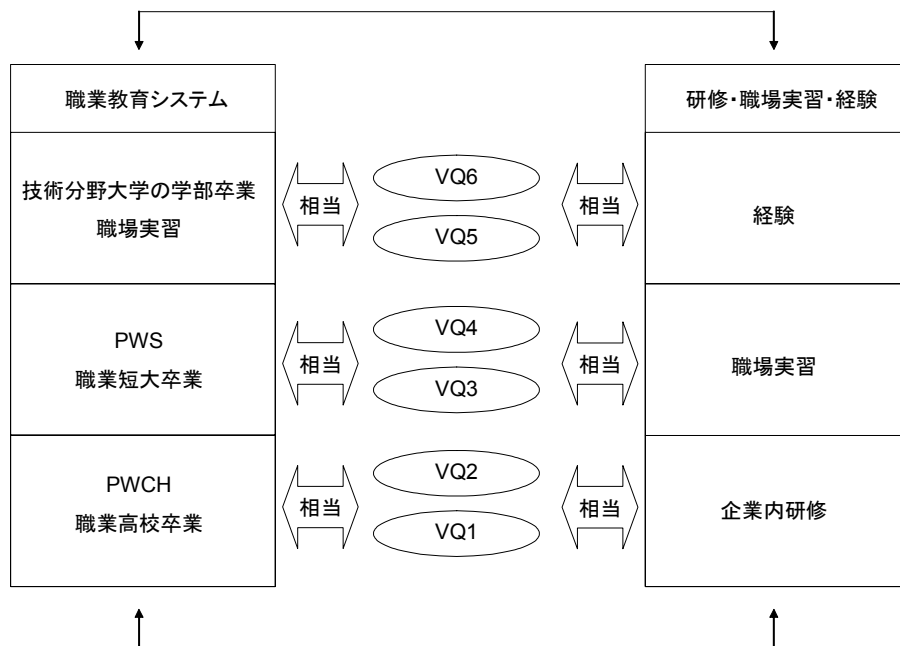 職業教育システム
研修・職場実習・経験
技術分野大学の学部卒業
職場実習
相当
VQ6
VQ5
相当
経験
PWS
職業短大卒業
相当
VQ4
VQ3
相当
職場実習
PWCH
職業高校卒業
相当
VQ2
VQ1
相当
企業内研修